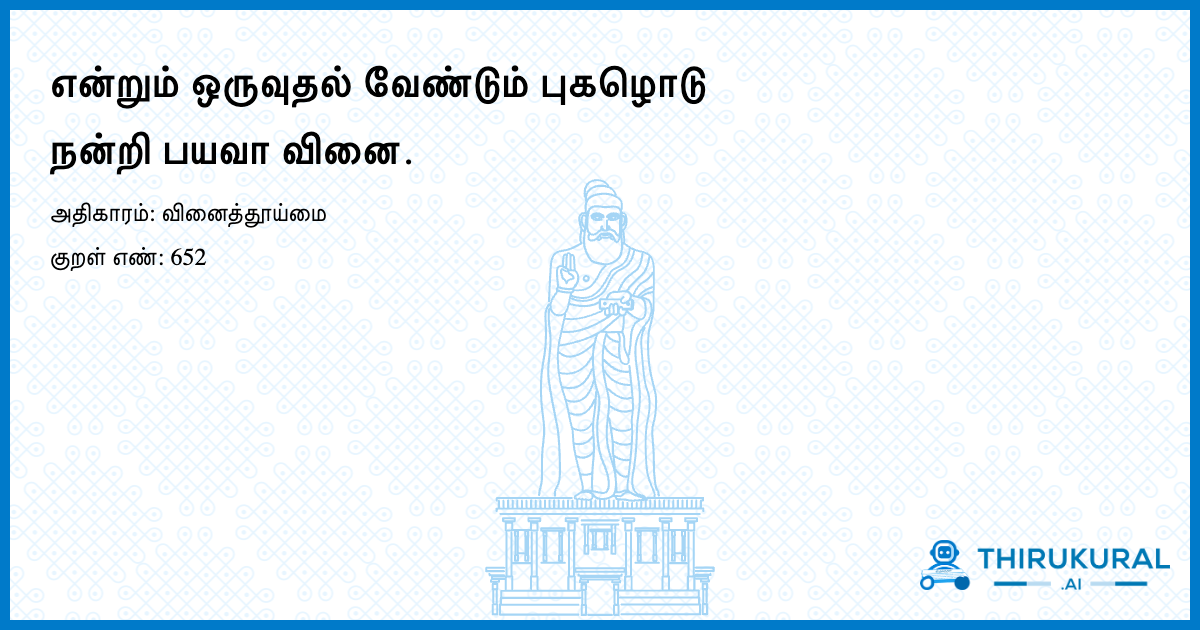 என்றும் ஒருவுதல் வேண்டும் புகழொடு
நன்றி பயவா வினை.
அதிகாரம்: வினைத்தூய்மை
குறள் எண்: 652
THIRUKURAL
.AI